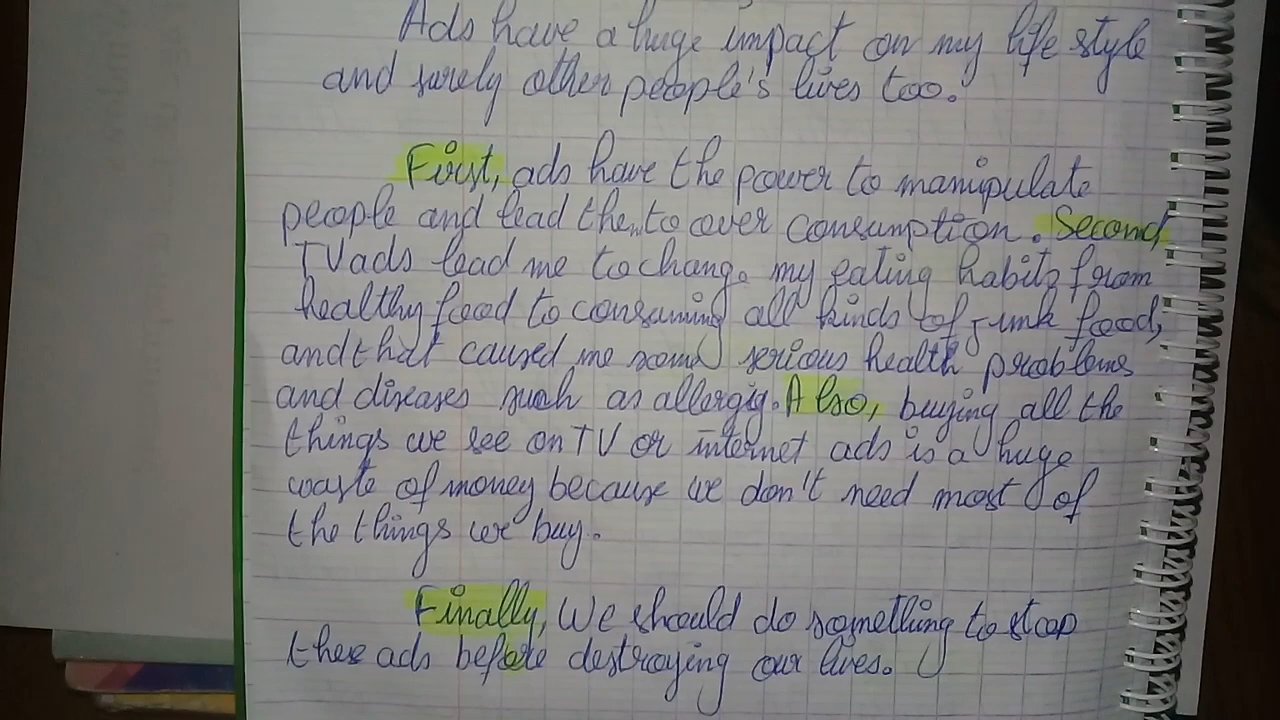 Ads have a huge impact on my life style
and surely other people's lives too.
First, ads have the power to manipulate
people and lead them to over consumption. Second
TV ads lead me to change my eating habits from
healthy food to consuming all kinds of junk food,
and that caused me some serious health problems
and diseases such as allergig. Also, buying all the
things we see on TV or internet ads is a huge
waste of money because we don't need most of
the things we buy.
Finally, We should do something to stop
these ads before destroying our lives.